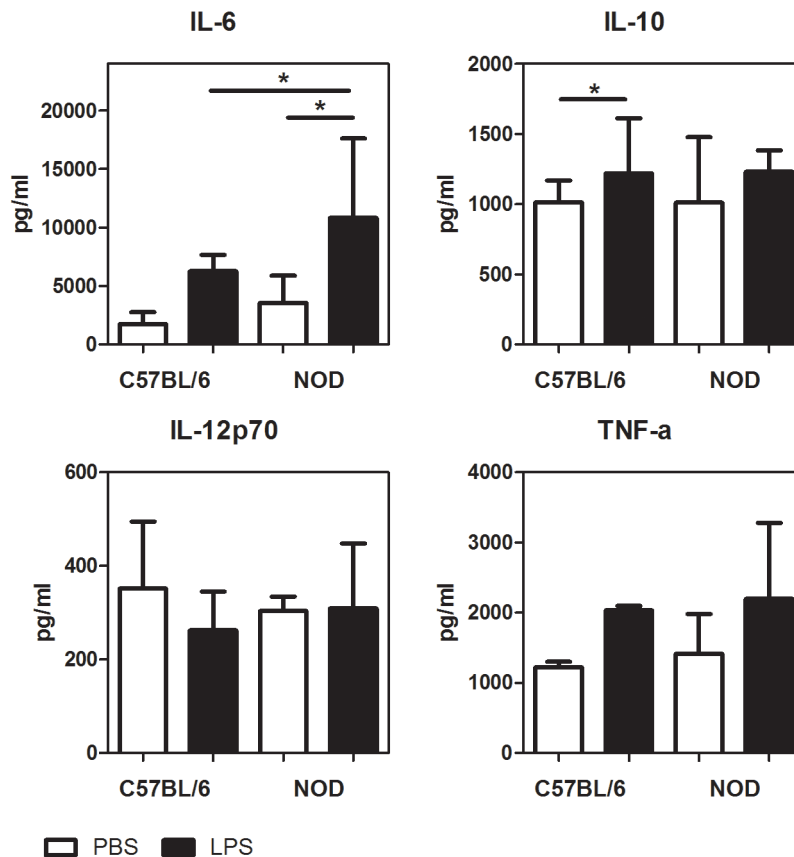 IL-6
20000
15000
10000
5000
0
pg/ml
*
*
C57BL/6 NOD
IL-10
2000
1500
1000
500
0
pg/ml
*
C57BL/6 NOD
IL-12p70
600
400
200
0
pg/ml
C57BL/6 NOD
TNF-a
4000
3000
2000
1000
0
pg/ml
C57BL/6 NOD
PBS LPS